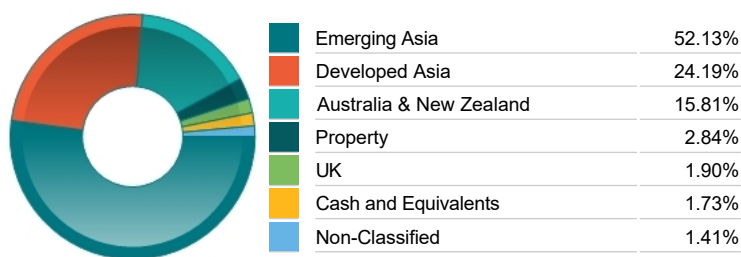 Emerging Asia 52.13%
Developed Asia 24.19%
Australia & New Zealand 15.81%
Property 2.84%
UK 1.90%
Cash and Equivalents 1.73%
Non-Classified 1.41%